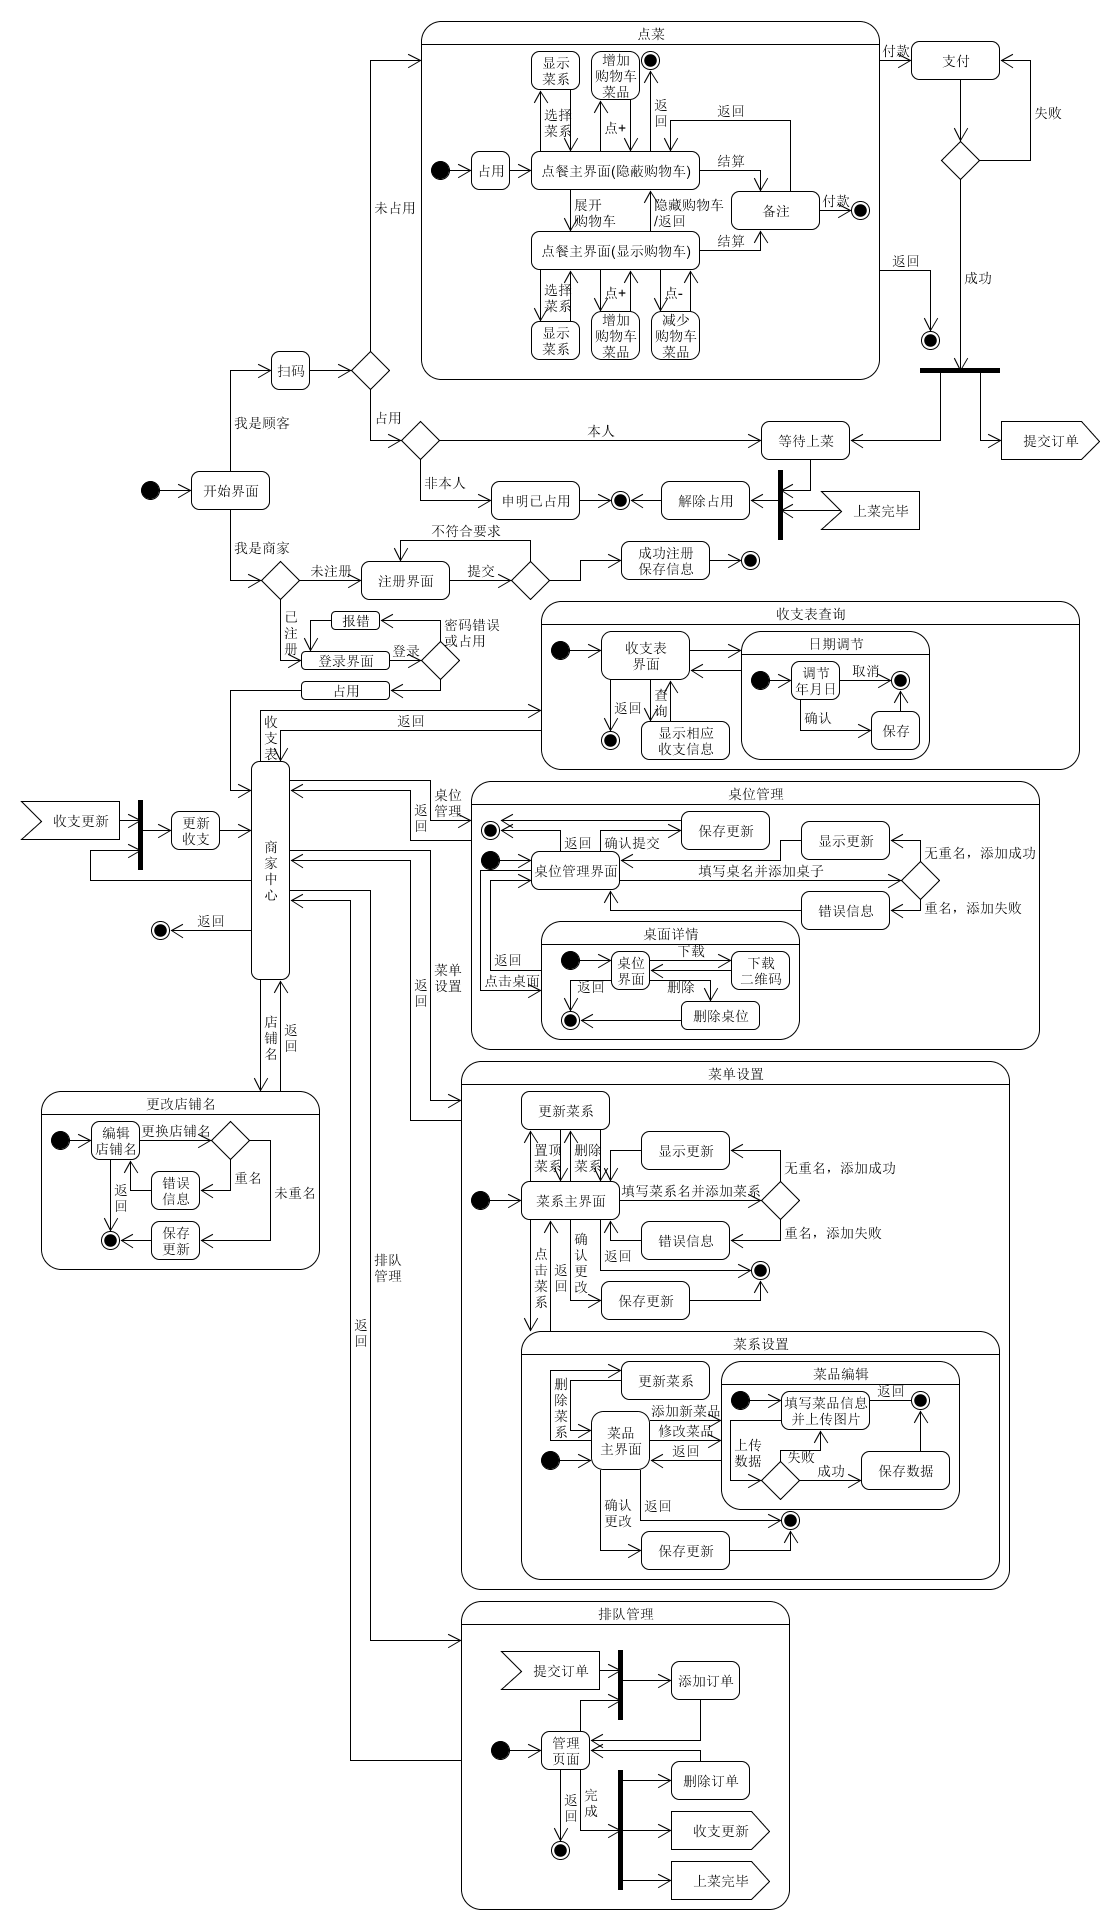 点菜
显示
菜系
增加
购物车
菜品
付款
支付
选择
菜系
点+
返
回
返回
失败
占用
点餐主界面(隐蔽购物车)
结算
备注
付款
未占用
展开
购物车
隐藏购物车
/返回
点餐主界面(显示购物车)
结算
返回
成功
选择
菜系
点+
点-
显示
菜系
增加
购物车
菜品
减少
购物车
菜品
扫码
我是顾客
占用
本人
等待上菜
提交订单
开始界面
非本人
申明已占用
解除占用
上菜完毕
我是商家
不符合要求
未注册
注册界面
提交
成功注册
保存信息
已
注
册
报错
密码错误
或占用
登录界面
登录
占用
收支表查询
收支表
界面
日期调节
调节
年月日
取消
确认
保存
返回
查
询
显示相应
收支信息
收
支
表
返回
收支更新
更新
收支
商
家
中
心
返回
桌位
管理
返
回
桌位管理
保存更新
返回
确认提交
显示更新
无重名，添加成功
桌位管理界面
填写桌名并添加桌子
错误信息
重名，添加失败
桌面详情
返回
点击桌面
桌位
界面
下载
下载
二维码
返回
删除
删除桌位
菜单
设置
返
回
店
铺
名
返
回
更改店铺名
编辑
店铺名
更换店铺名
重名
未重名
返
回
错误
信息
保存
更新
菜单设置
更新菜系
置顶
菜系
删除
菜系
显示更新
无重名，添加成功
菜系主界面
填写菜系名并添加菜系
错误信息
重名，添加失败
点
击
菜
系
返
回
确
认
更
改
返回
保存更新
排队
管理
返
回
菜系设置
更新菜系
删
除
菜
系
菜品
主界面
添加新菜品
修改菜品
返回
菜品编辑
填写菜品信息
并上传图片
返回
上传
数据
失败
成功
保存数据
确认
更改
返回
保存更新
排队管理
提交订单
添加订单
管理
页面
返
回
完
成
删除订单
收支更新
上菜完毕